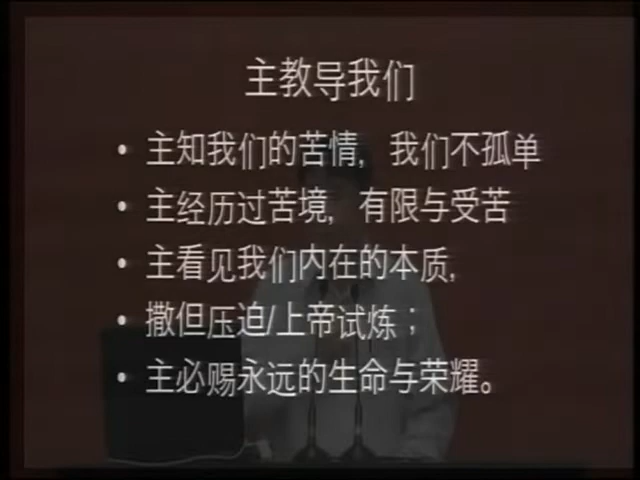 主教导我们
• 主知我们的苦情，我们不孤单
• 主经历过苦境，有限与受苦
• 主看见我们内在的本质，
• 撒但压迫/上帝试炼；
• 主必赐永远的生命与荣耀。